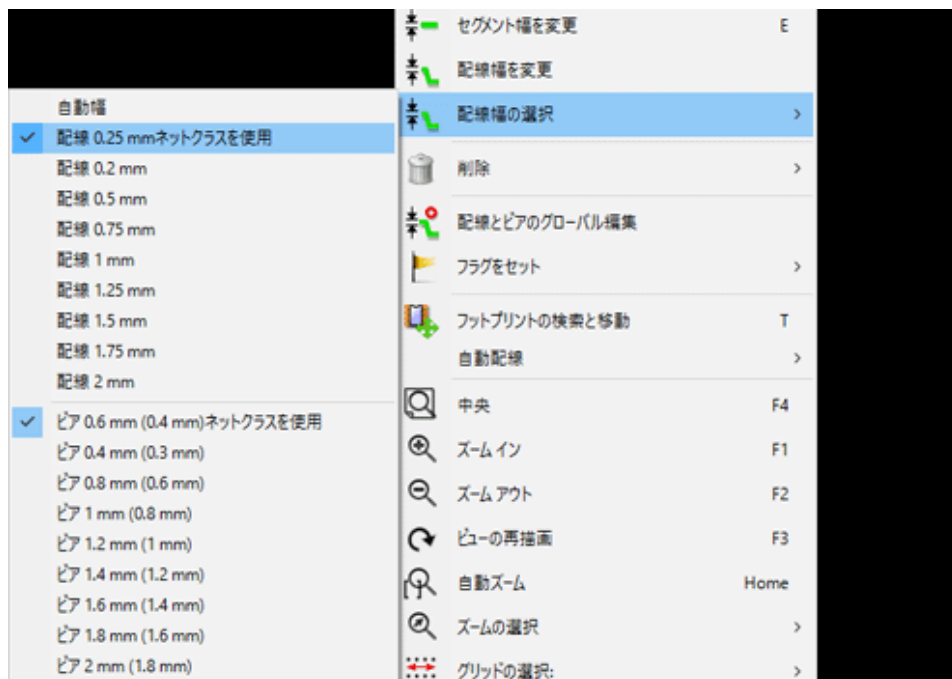 セグメント幅を変更 E
配線幅を変更
配線幅の選択
削除
配線とビアのグローバル編集
フラグをセット
フットプリントの検索と移動 T
自動配線
中央 F4
ズーム イン F1
ズーム アウト F2
ビューの再描画 F3
自動ズーム Home
ズームの選択
グリッドの選択:
自動幅
配線 0.25 mmネットクラスを使用
配線 0.2 mm
配線 0.5 mm
配線 0.75 mm
配線 1 mm
配線 1.25 mm
配線 1.5 mm
配線 1.75 mm
配線 2 mm
ビア 0.6 mm (0.4 mm)ネットクラスを使用
ビア 0.4 mm (0.3 mm)
ビア 0.8 mm (0.6 mm)
ビア 1 mm (0.8 mm)
ビア 1.2 mm (1 mm)
ビア 1.4 mm (1.2 mm)
ビア 1.6 mm (1.4 mm)
ビア 1.8 mm (1.6 mm)
ビア 2 mm (1.8 mm)